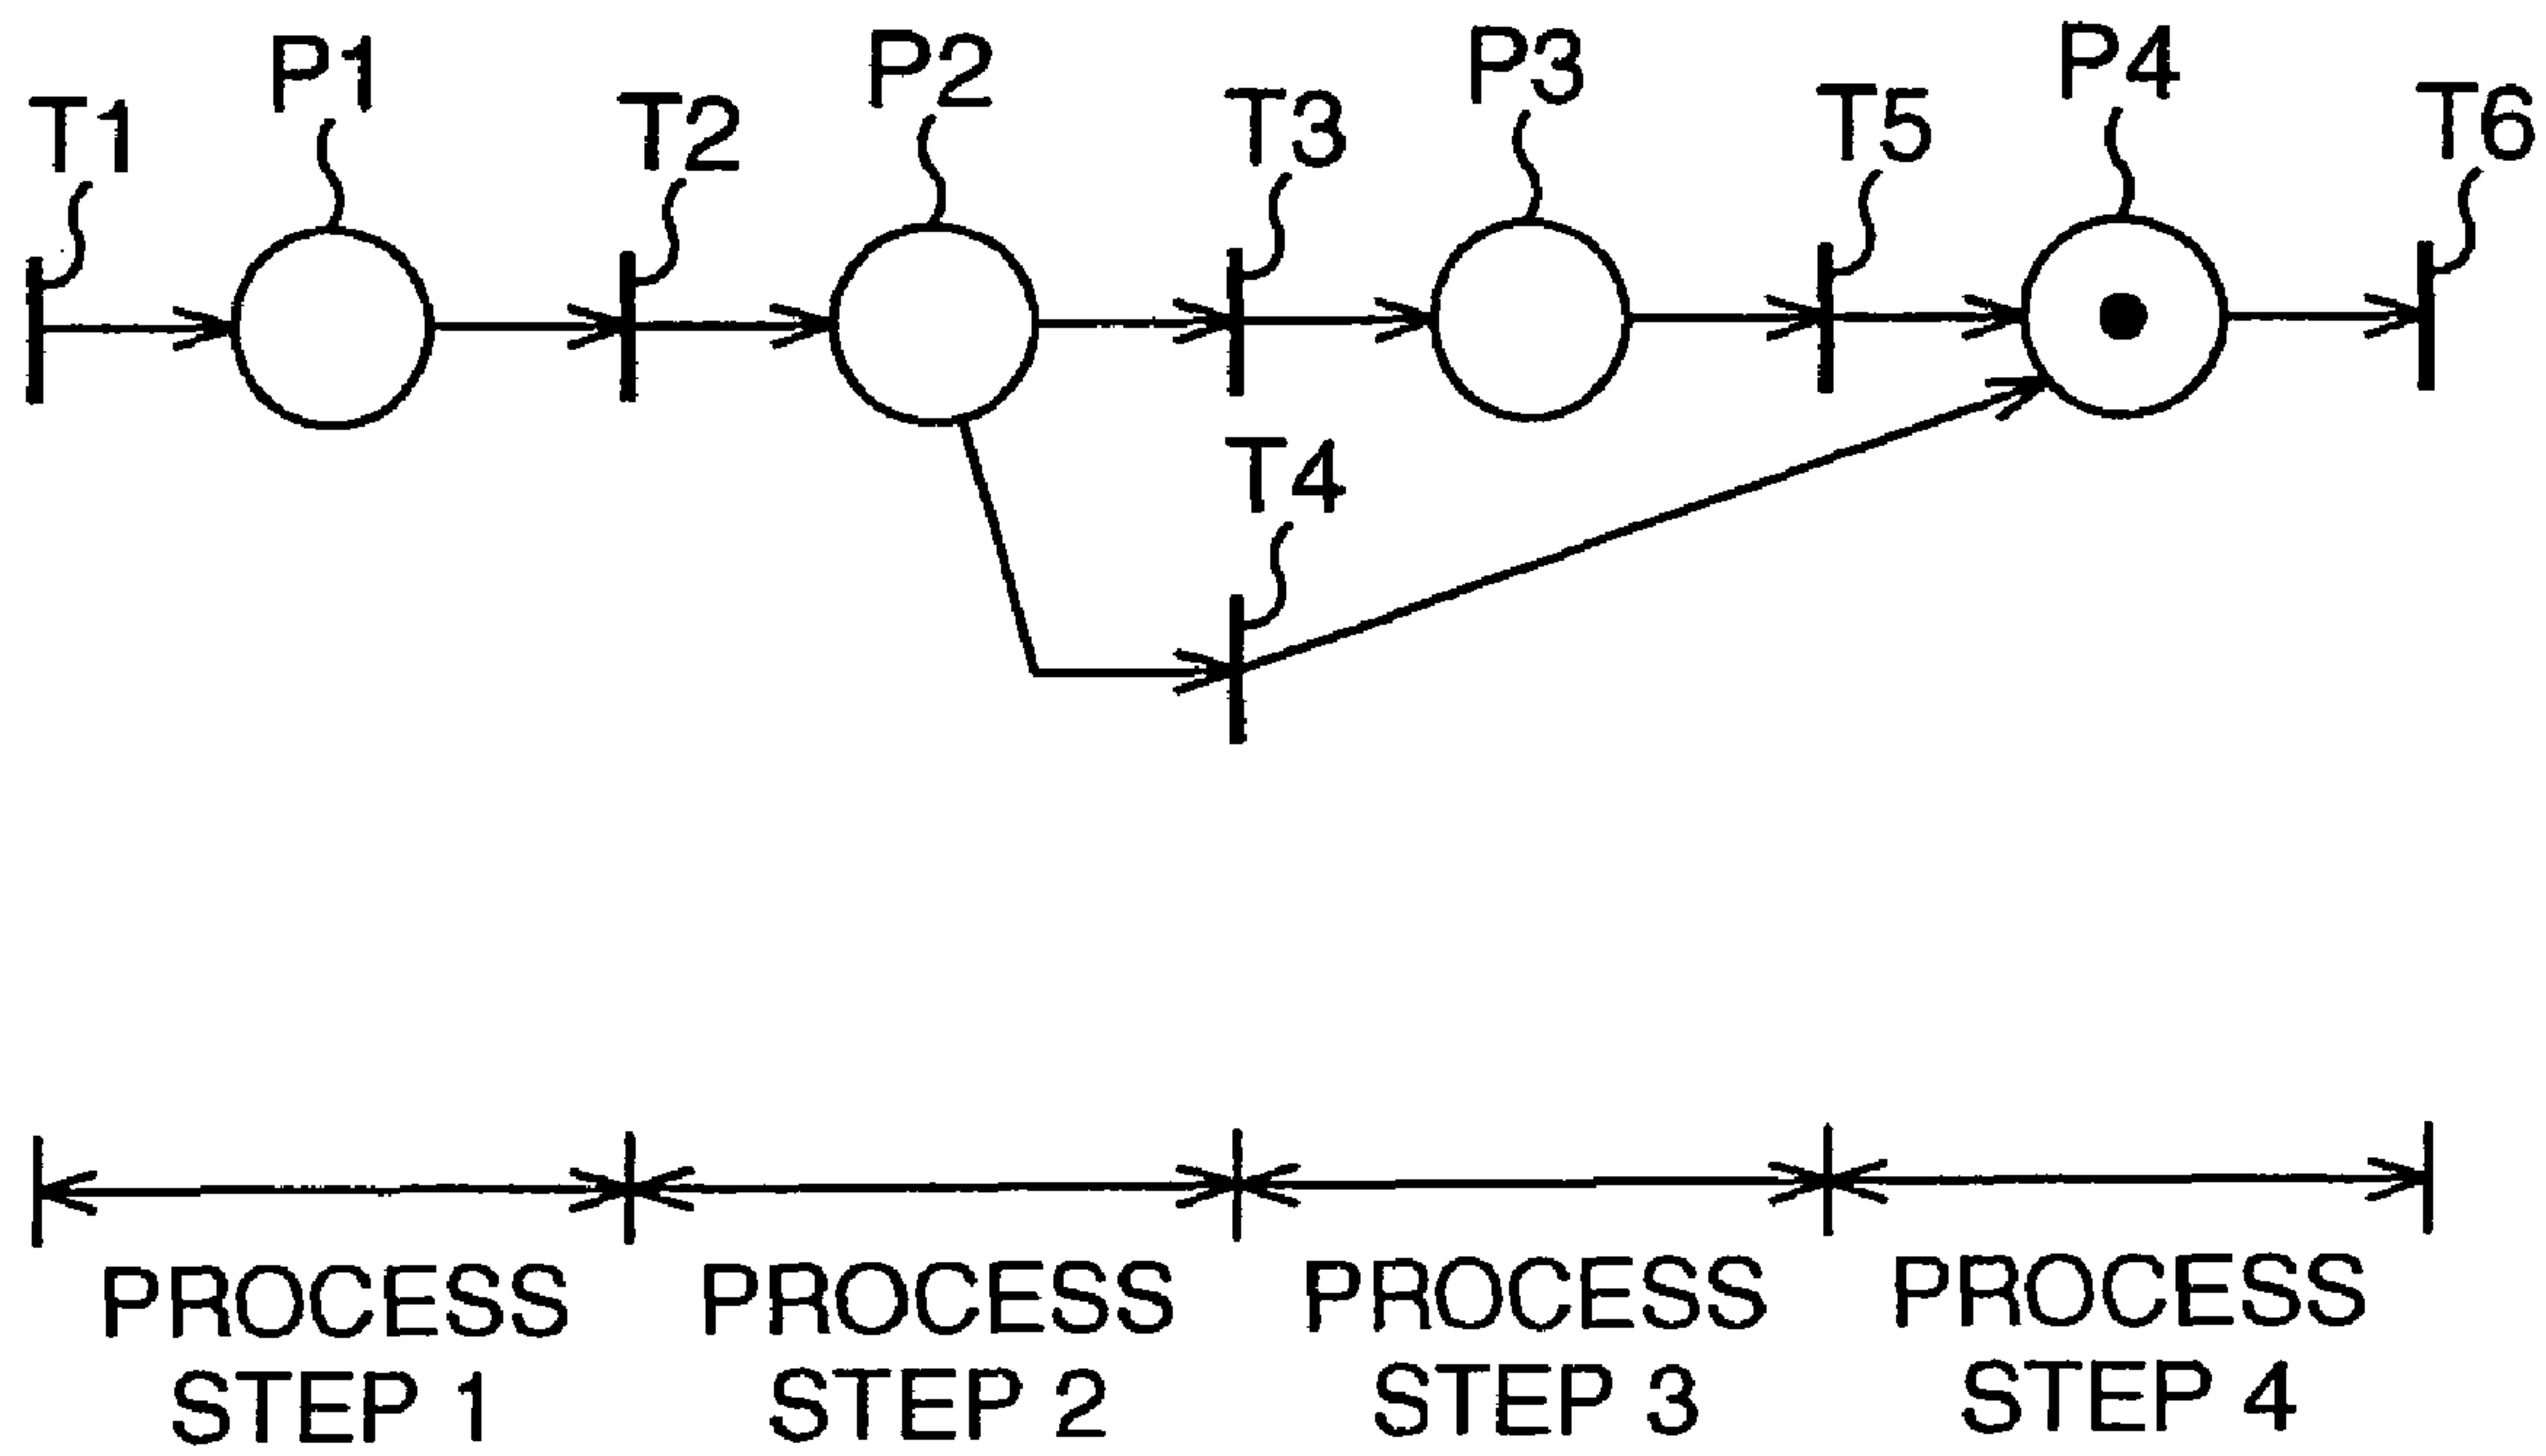 T1
P1
T2
P2
T3
P3
T5
P4
T6
T4
PROCESS STEP 1
PROCESS STEP 2
PROCESS STEP 3
PROCESS STEP 4